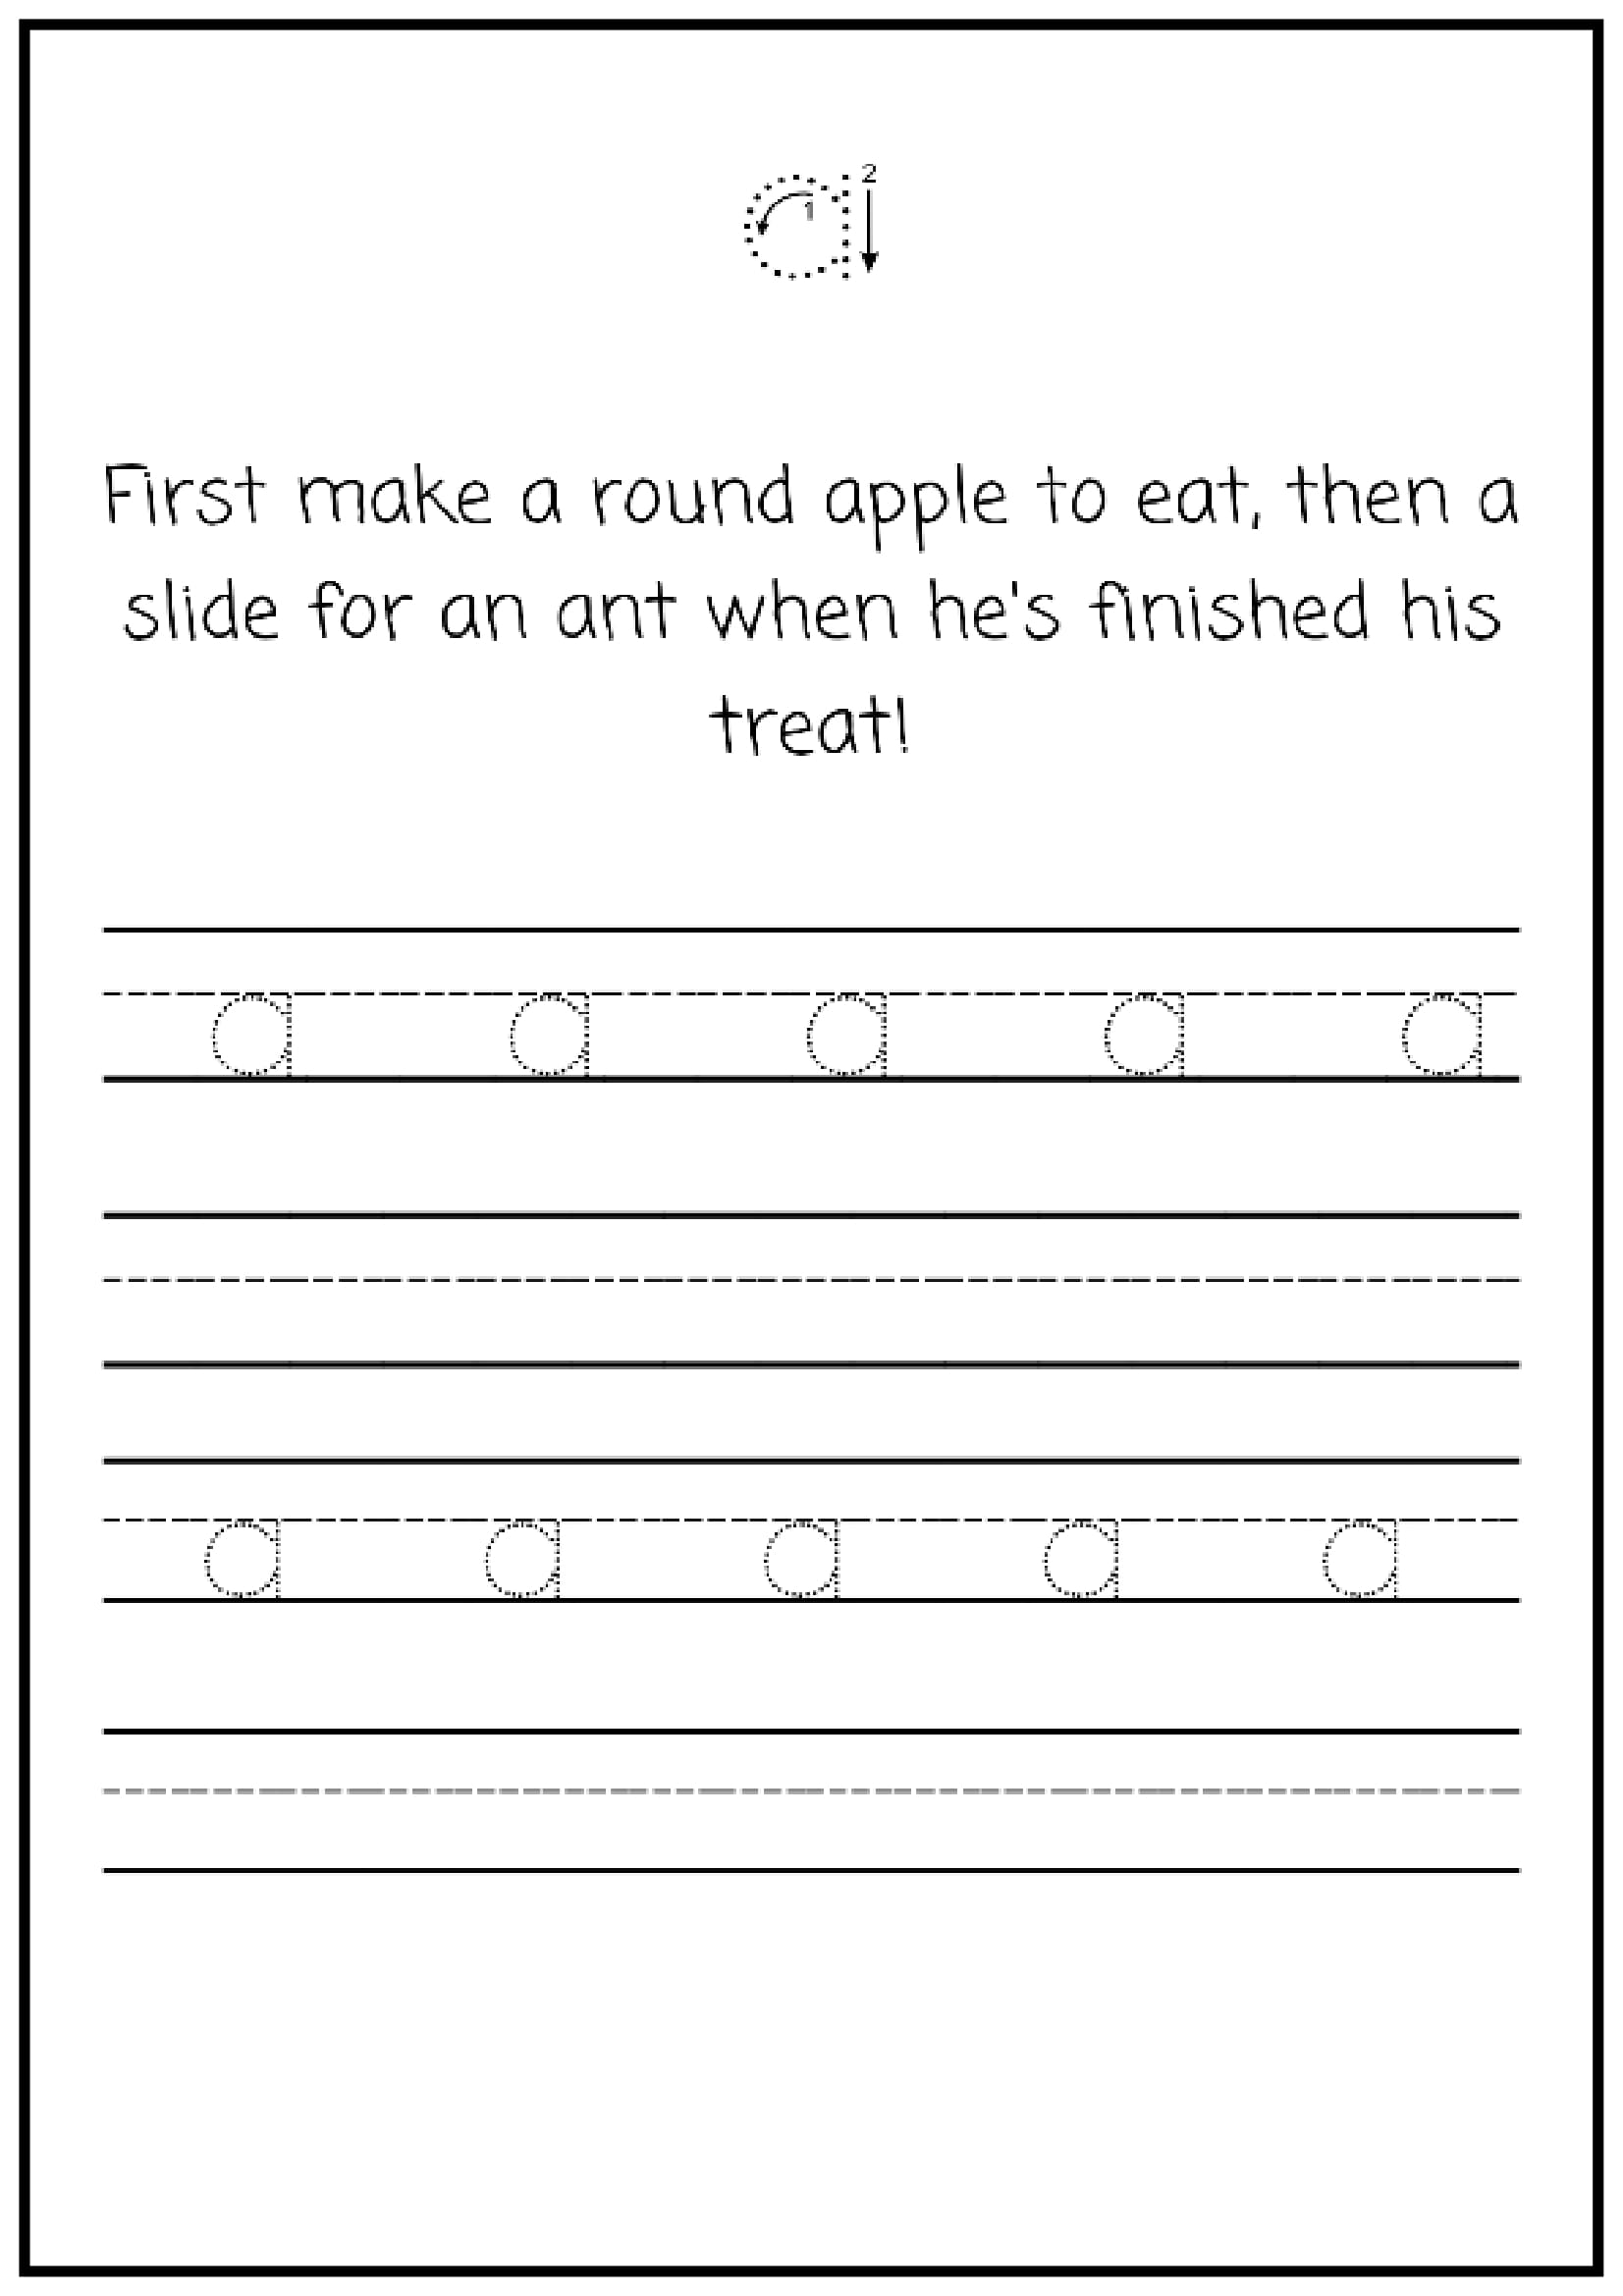 a
2
1
First make a round apple to eat, then a
slide for an ant when he's finished his
treat!
a a a a a
a a a a a